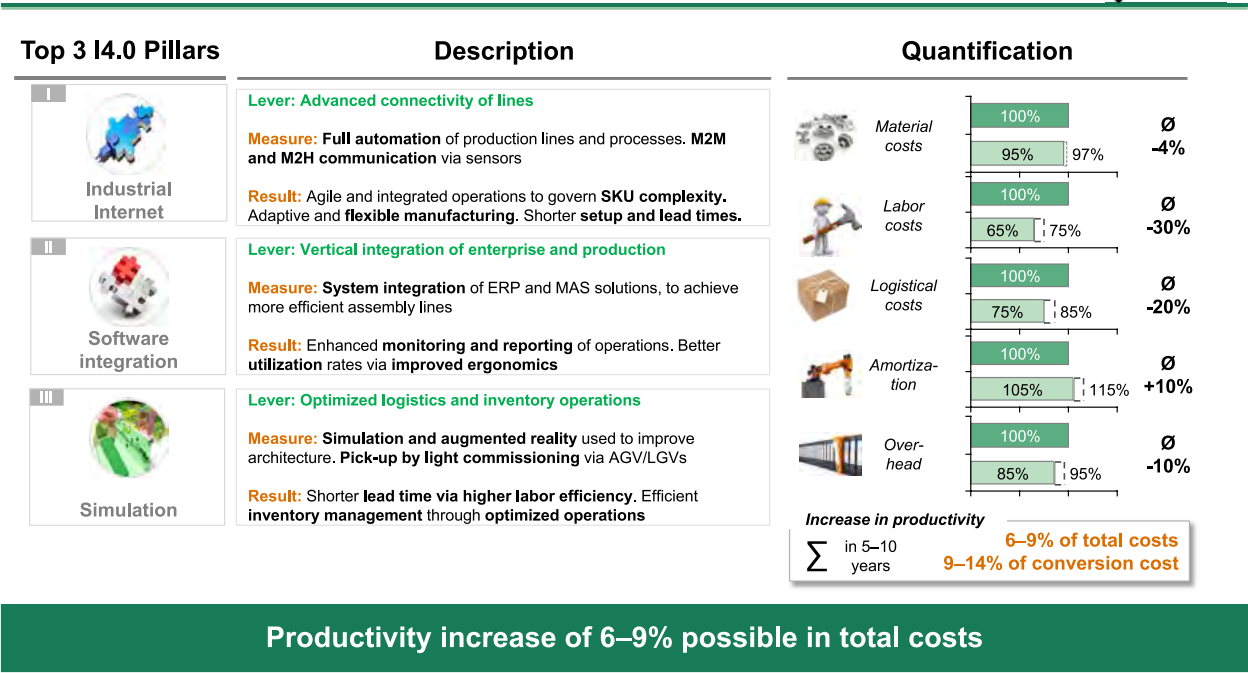 Top 3 I4.0 Pillars
Description
Quantification
I
Industrial
Internet
Lever: Advanced connectivity of lines
Measure: Full automation of production lines and processes. M2M
and M2H communication via sensors
Result: Agile and integrated operations to govern SKU complexity.
Adaptive and flexible manufacturing. Shorter setup and lead times.
II
Software
integration
Lever: Vertical integration of enterprise and production
Measure: System integration of ERP and MAS solutions, to achieve
more efficient assembly lines
Result: Enhanced monitoring and reporting of operations. Better
utilization rates via improved ergonomics
III
Simulation
Lever: Optimized logistics and inventory operations
Measure: Simulation and augmented reality used to improve
architecture. Pick-up by light commissioning via AGV/LGVs
Result: Shorter lead time via higher labor efficiency. Efficient
inventory management through optimized operations
Material
costs
100%
95% 97%
Ø
-4%
Labor
costs
100%
65% 75%
Ø
-30%
Logistical
costs
100%
75% 85%
Ø
-20%
Amortiza-
tion
100%
105% 115%
Ø
+10%
Over-
head
100%
85% 95%
Ø
-10%
Increase in productivity
∑
in 5–10
years
6–9% of total costs
9–14% of conversion cost
Productivity increase of 6–9% possible in total costs